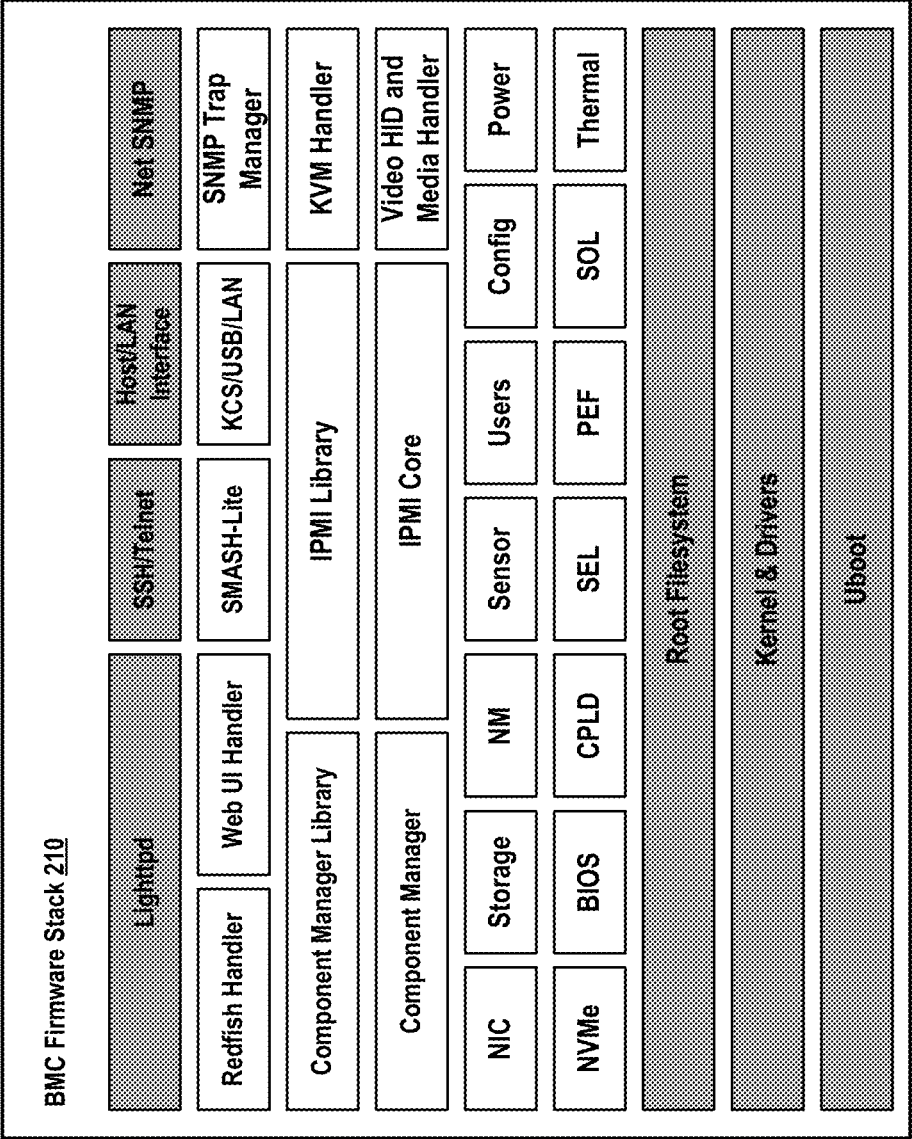 BMC Firmware Stack 210
Lighttpd
SSH/Telnet
Host/LAN
Interface
Net SNMP
Redfish Handler
Web UI Handler
SMASH-Lite
KCS/USB/LAN
SNMP Trap
Manager
Component Manager Library
IPMI Library
KVM Handler
Component Manager
IPMI Core
Video HID and
Media Handler
NIC
Storage
NM
Sensor
Users
Config
Power
NVMe
BIOS
CPLD
SEL
PEF
SOL
Thermal
Root Filesystem
Kernel & Drivers
Uboot